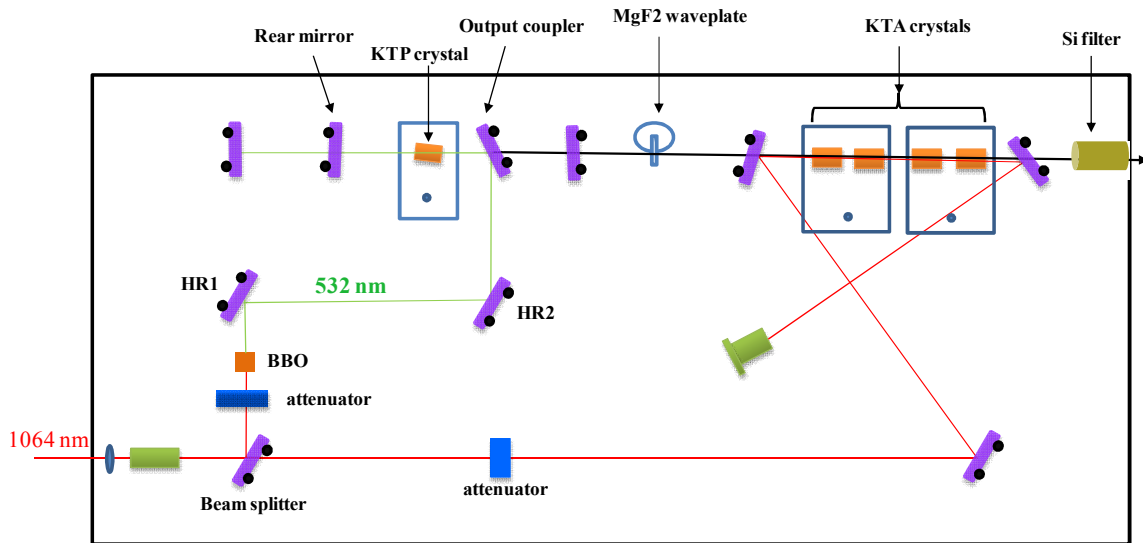 MgF2 waveplate
Output coupler
KTA crystals
Rear mirror
KTP crystal
Si filter
HR1
532 nm
HR2
BBO
attenuator
1064 nm
attenuator
Beam splitter